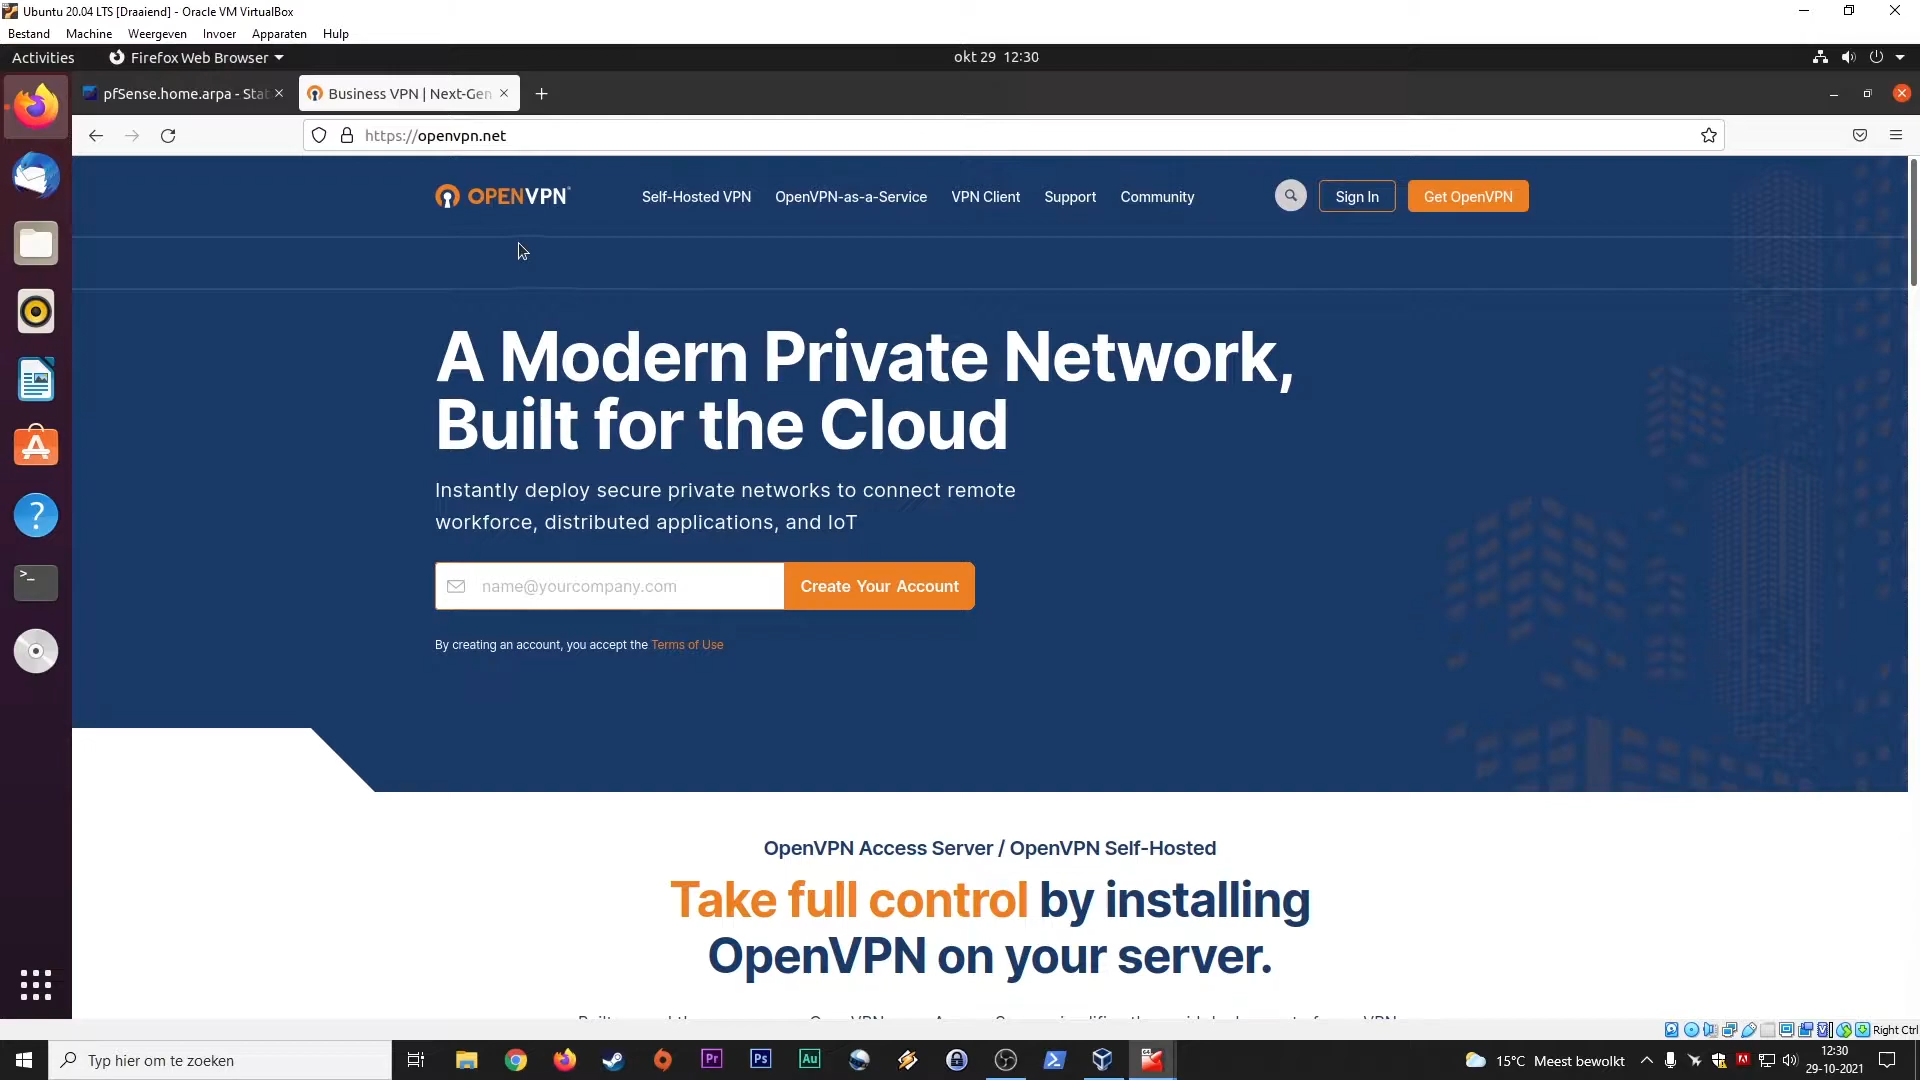 Ubuntu 20.04 LTS [Draaiend] - Oracle VM VirtualBox
Bestand Machine Weergeven Invoer Apparaten Hulp
Activities Firefox Web Browser okt 29 12:30
pfSense.home.arpa - Sta Business VPN | Next-Gen
https://openvpn.net
OPENVPN Self-Hosted VPN OpenVPN-as-a-Service VPN Client Support Community Sign In Get OpenVPN
A Modern Private Network,
Built for the Cloud
Instantly deploy secure private networks to connect remote
workforce, distributed applications, and IoT
name@yourcompany.com Create Your Account
By creating an account, you accept the Terms of Use
OpenVPN Access Server / OpenVPN Self-Hosted
Take full control by installing
OpenVPN on your server.
Right Ctrl
Typ hier om te zoeken
Pr Ps Au
15°C Meest bewolkt
12:30
29-10-2021